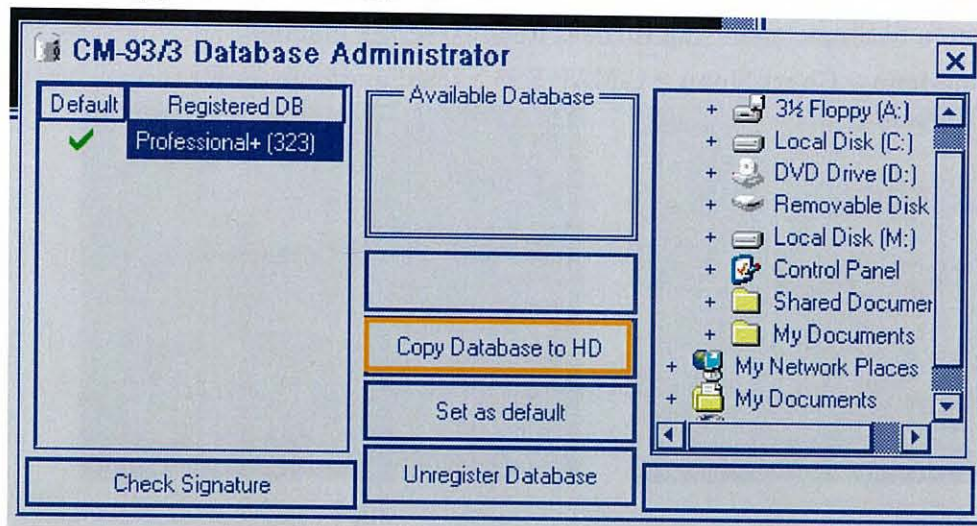 CM-93/3 Database Administrator
Default
Registered DB
Professional+ (323)
Check Signature
Available Database
Copy Database to HD
Set as default
Unregister Database
3½ Floppy (A:)
Local Disk (C:)
DVD Drive (D:)
Removable Disk
Local Disk (M:)
Control Panel
Shared Documer
My Documents
My Network Places
My Documents